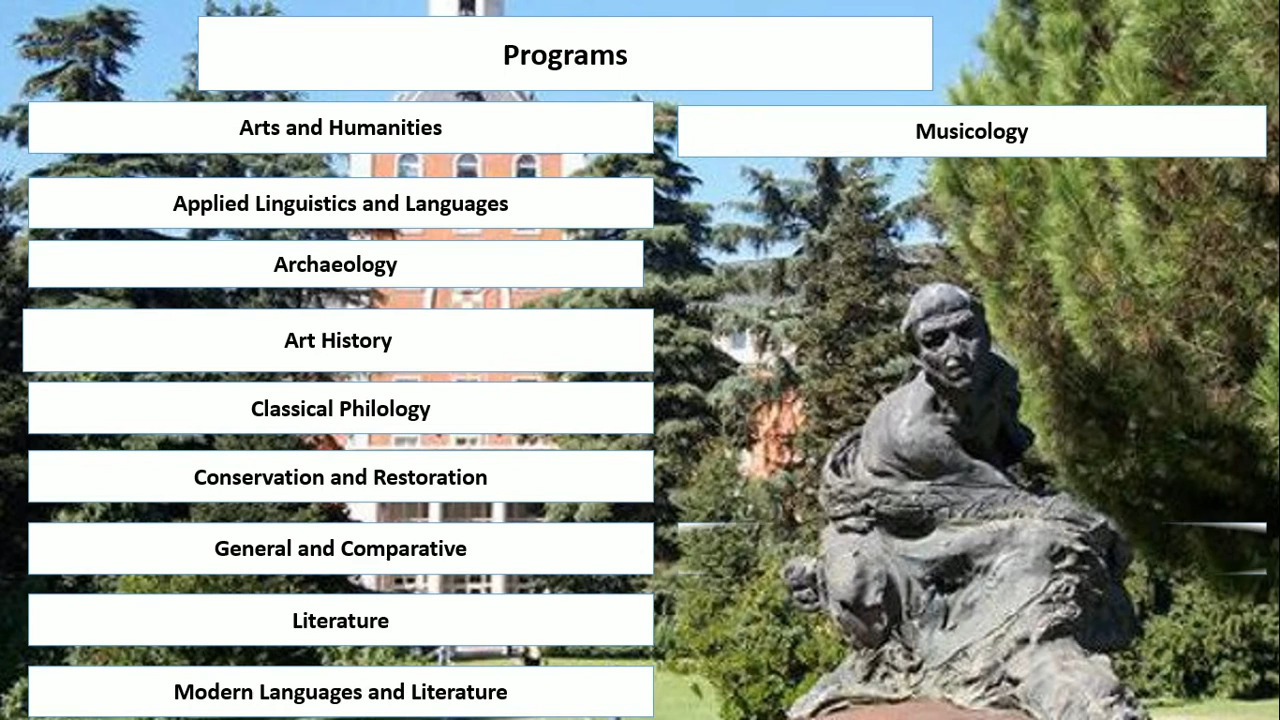 Programs
Arts and Humanities
Applied Linguistics and Languages
Archaeology
Art History
Classical Philology
Conservation and Restoration
General and Comparative
Literature
Modern Languages and Literature
Musicology